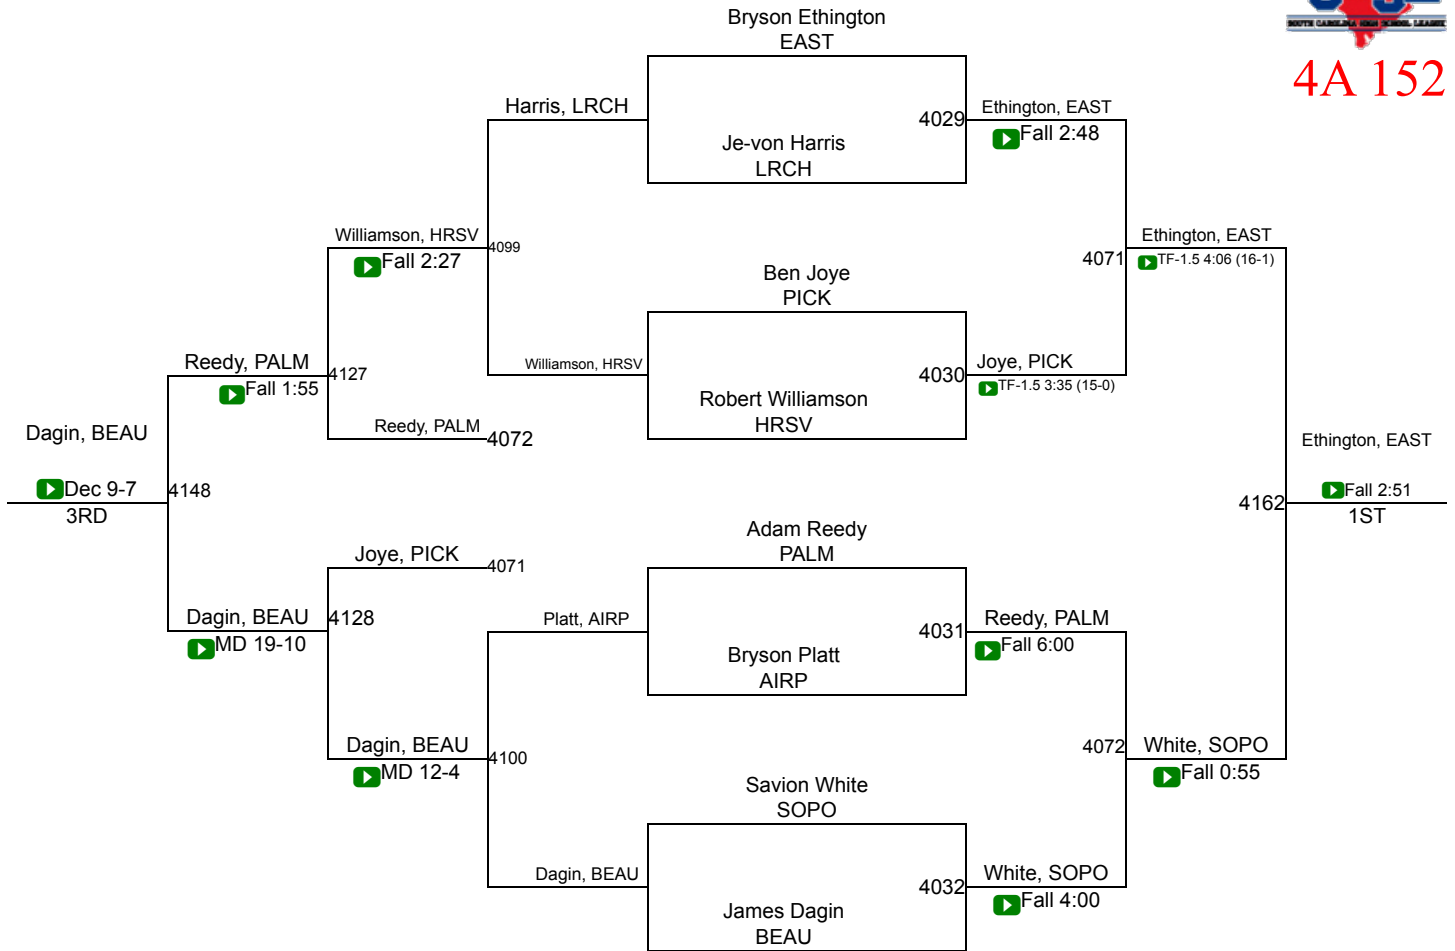 Bryson Ethington
EAST
SOUTH CAROLINA HIGH SCHOOL LEAGUE
4A 152
Harris, LRCH
4029
Ethington, EAST
Fall 2:48
Je-von Harris
LRCH
Williamson, HRSV
4099
Fall 2:27
4071
Ethington, EAST
TF-1.5 4:06 (16-1)
Ben Joye
PICK
Reedy, PALM
4127
Fall 1:55
Williamson, HRSV
4030
Joye, PICK
TF-1.5 3:35 (15-0)
Robert Williamson
HRSV
Dagin, BEAU
Reedy, PALM
4072
Ethington, EAST
Dec 9-7
4148
3RD
4162
Fall 2:51
1ST
Adam Reedy
PALM
Joye, PICK
4071
Dagin, BEAU
4128
MD 19-10
Platt, AIRP
4031
Reedy, PALM
Fall 6:00
Bryson Platt
AIRP
Dagin, BEAU
4100
MD 12-4
4072
White, SOPO
Fall 0:55
Savion White
SOPO
Dagin, BEAU
4032
White, SOPO
Fall 4:00
James Dagin
BEAU